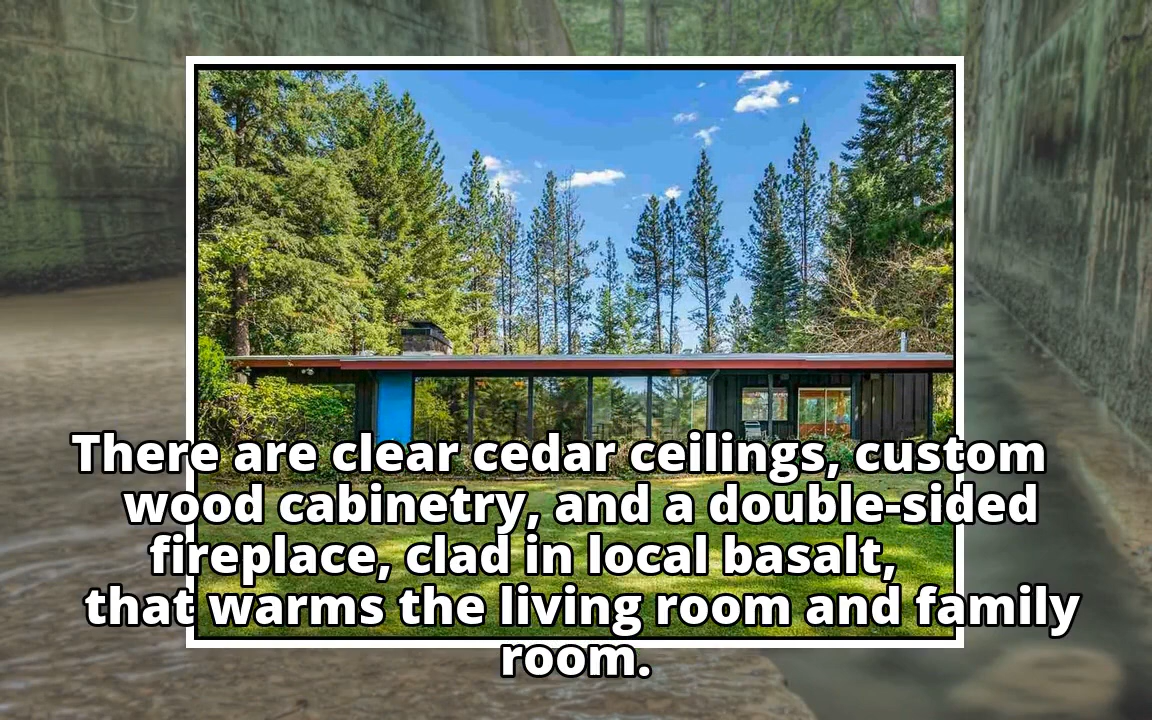 There are clear cedar ceilings, custom
wood cabinetry, and a double-sided
fireplace, clad in local basalt,
that warms the living room and family
room.